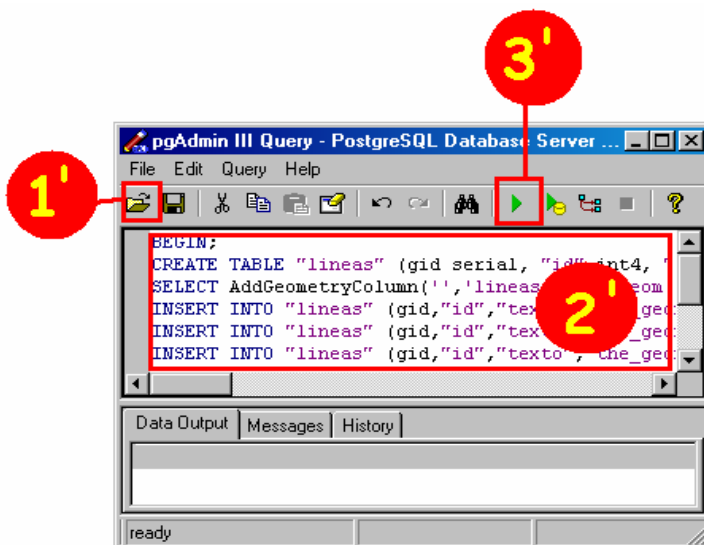 3'
pgAdmin III Query - PostgreSQL Database Server ...
File Edit Query Help
1'
BEGIN;
CREATE TABLE "lineas" (gid serial, "id" int4, "
SELECT AddGeometryColumn('','lineas
INSERT INTO "lineas" (gid,"id","tex
INSERT INTO "lineas" (gid,"id","tex
INSERT INTO "lineas" (gid,"id","texto", the_geo
2'
Data Output Messages History
ready